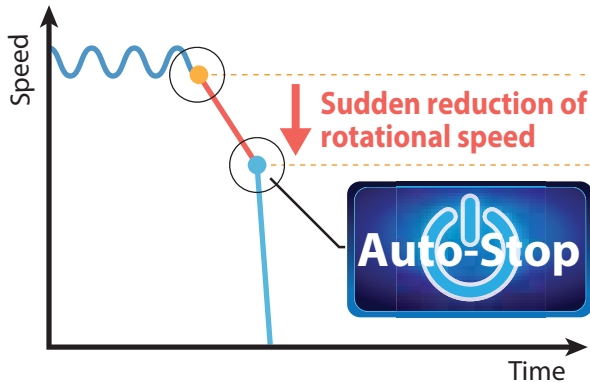 Speed
Sudden reduction of
rotational speed
Auto-Stop
Time